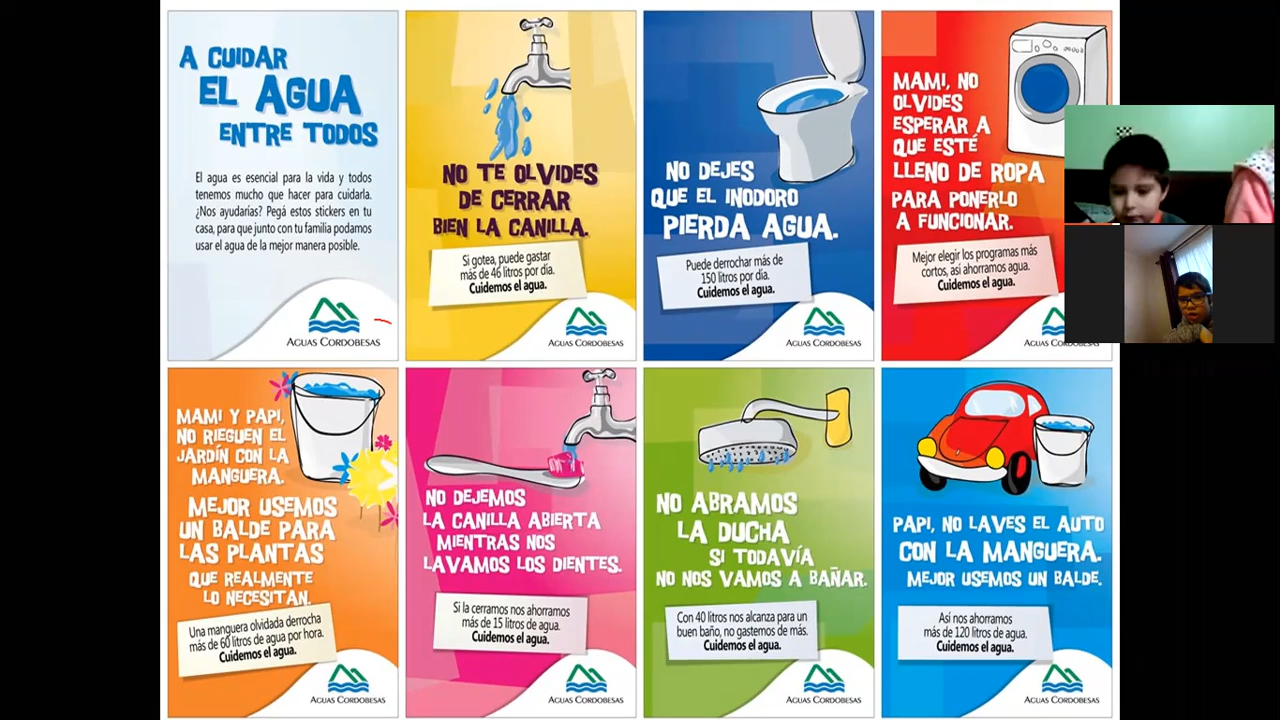 A CUIDAR
EL AGUA
ENTRE TODOS
El agua es esencial para la vida y todos
tenemos mucho que hacer para cuidarla.
¿Nos ayudarías? Pegá estos stickers en tu
casa, para que junto con tu familia podamos
usar el agua de la mejor manera posible.
AGUAS CORDOBESAS
NO TE OLVIDES
DE CERRAR
BIEN LA CANILLA.
Si gotea, puede gastar
más de 46 litros por día.
Cuidemos el agua.
AGUAS CORDOBESAS
NO DEJES
QUE EL INODORO
PIERDA AGUA.
Puede derrochar más de
150 litros por día.
Cuidemos el agua.
AGUAS CORDOBESAS
MAMI, NO
OLVIDES
ESPERAR A
QUE ESTÉ
LLENO DE ROPA
PARA PONERLO
A FUNCIONAR.
Mejor elegir los programas más
cortos, así ahorramos agua.
Cuidemos el agua.
MAMI Y PAPI,
NO RIEGUEN EL
JARDÍN CON LA
MANGUERA.
MEJOR USEMOS
UN BALDE PARA
LAS PLANTAS
QUE REALMENTE
LO NECESITAN.
Una manguera olvidada derrocha
más de 60 litros de agua por hora.
Cuidemos el agua.
AGUAS CORDOBESAS
NO DEJEMOS
LA CANILLA ABIERTA
MIENTRAS NOS
LAVAMOS LOS DIENTES.
Si la cerramos nos ahorramos
más de 15 litros de agua.
Cuidemos el agua.
AGUAS CORDOBESAS
NO ABRAMOS
LA DUCHA
SI TODAVÍA
NO NOS VAMOS A BAÑAR.
Con 40 litros nos alcanza para un
buen baño, no gastemos de más.
Cuidemos el agua.
AGUAS CORDOBESAS
PAPI, NO LAVES EL AUTO
CON LA MANGUERA.
MEJOR USEMOS UN BALDE.
Así nos ahorramos
más de 120 litros de agua.
Cuidemos el agua.
AGUAS CORDOBESAS